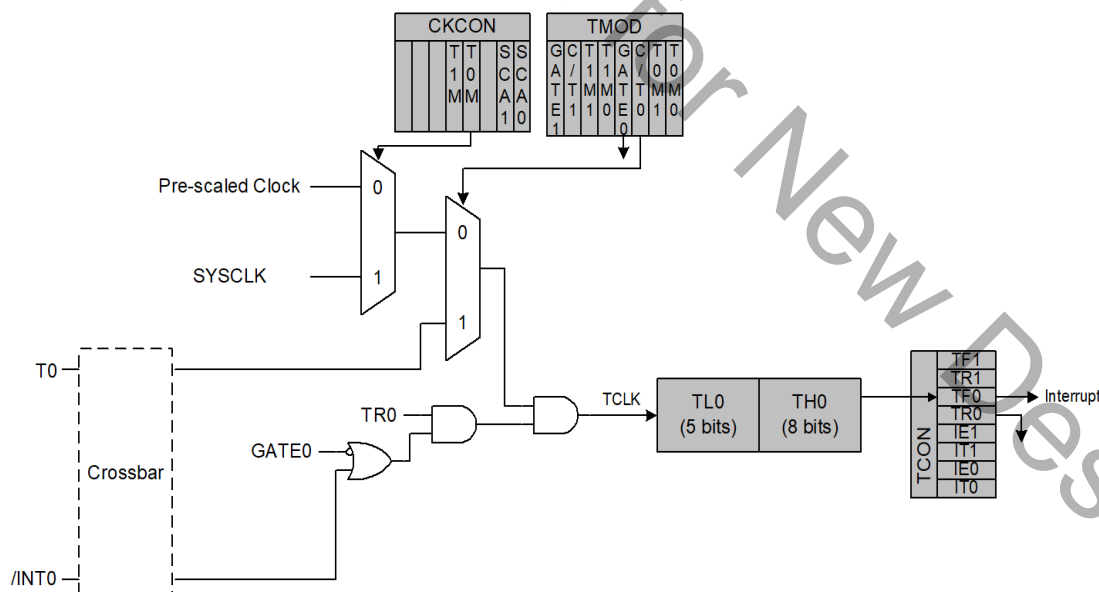 CKCON
T1M
T0M
SCA1
SCA0
TMOD
GATE1
C/T1
T1M1
T1M0
GATE0
C/T0
T0M1
T0M0
Pre-scaled Clock
0
SYSCLK
1
0
1
T0
Crossbar
/INT0
TR0
GATE0
TCLK
TL0
(5 bits)
TH0
(8 bits)
TCON
TF1
TR1
TF0
TR0
IE1
IT1
IE0
IT0
Interrupt
for New Des